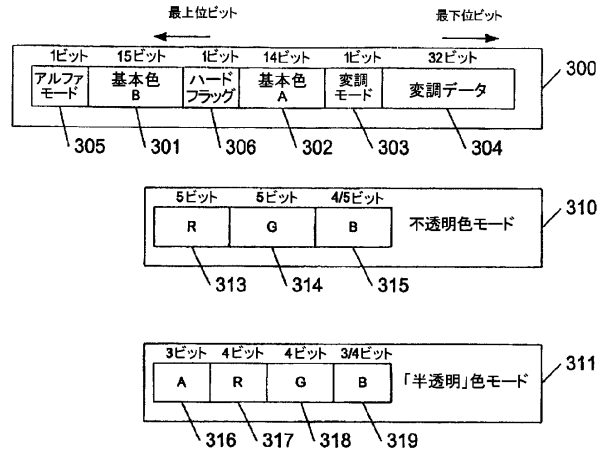 最上位ビット 最下位ビット
1ビット 15ビット 1ビット 14ビット 1ビット 32ビット
アルファモード 基本色B ハードフラッグ 基本色A 変調モード 変調データ 300
305 301 306 302 303 304
5ビット 5ビット 4/5ビット
R G B 不透明色モード 310
313 314 315
3ビット 4ビット 4ビット 3/4ビット
A R G B 「半透明」色モード 311
316 317 318 319